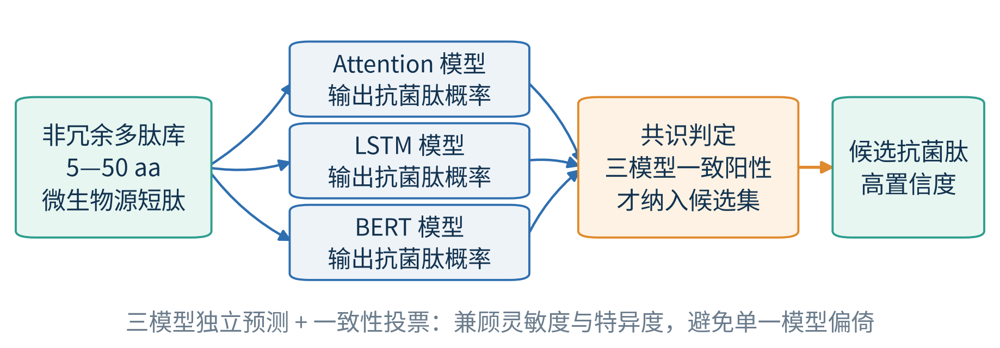 非冗余多肽库
5—50 aa
微生物源短肽
Attention 模型
输出抗菌肽概率
LSTM 模型
输出抗菌肽概率
BERT 模型
输出抗菌肽概率
共识判定
三模型一致阳性
才纳入候选集
候选抗菌肽
高置信度
三模型独立预测 + 一致性投票：兼顾灵敏度与特异度，避免单一模型偏倚